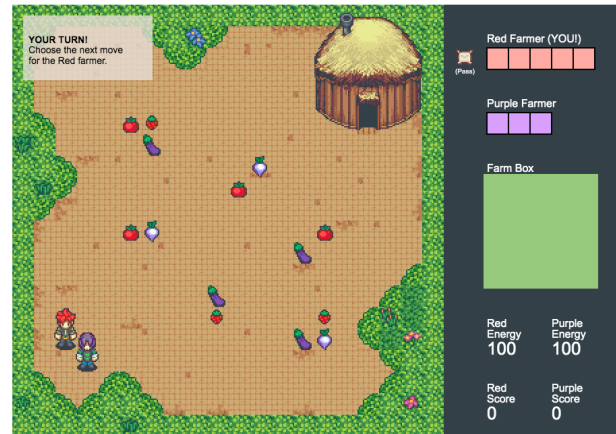 YOUR TURN!
Choose the next move
for the Red farmer.
Red Farmer (YOU!)
(Pass)
Purple Farmer
Farm Box
Red
Energy
100
Purple
Energy
100
Red
Score
0
Purple
Score
0